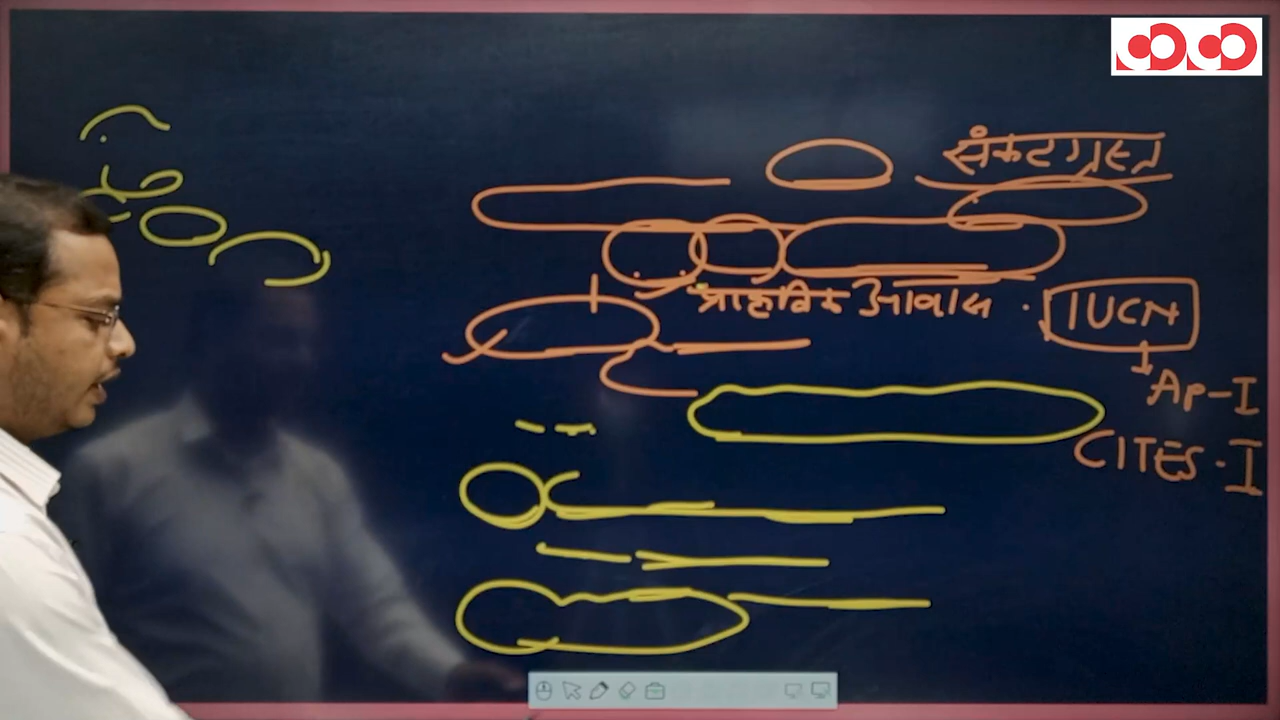 संकटग्रस्त
प्राकृतिक आवास . IUCN
Ap-I
CITES-I